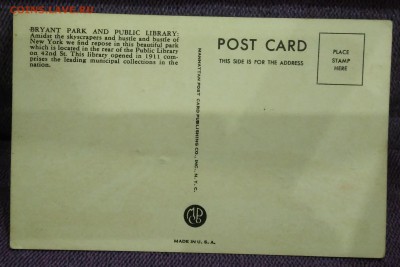 BRYANT PARK AND PUBLIC LIBRARY:
Amidst the skyscrapers and hustle and bustle of
New York we find repose in this beautiful park
which is located in the rear of the Public Library
on 42nd St. This library opened in 1911 com-
prises the leading municipal collections in the
nation.
MANHATTAN POST CARD PUBLISHING CO., INC., N. Y. C.
POST CARD
THIS SIDE IS FOR THE ADDRESS
PLACE
STAMP
HERE
MADE IN U. S. A.